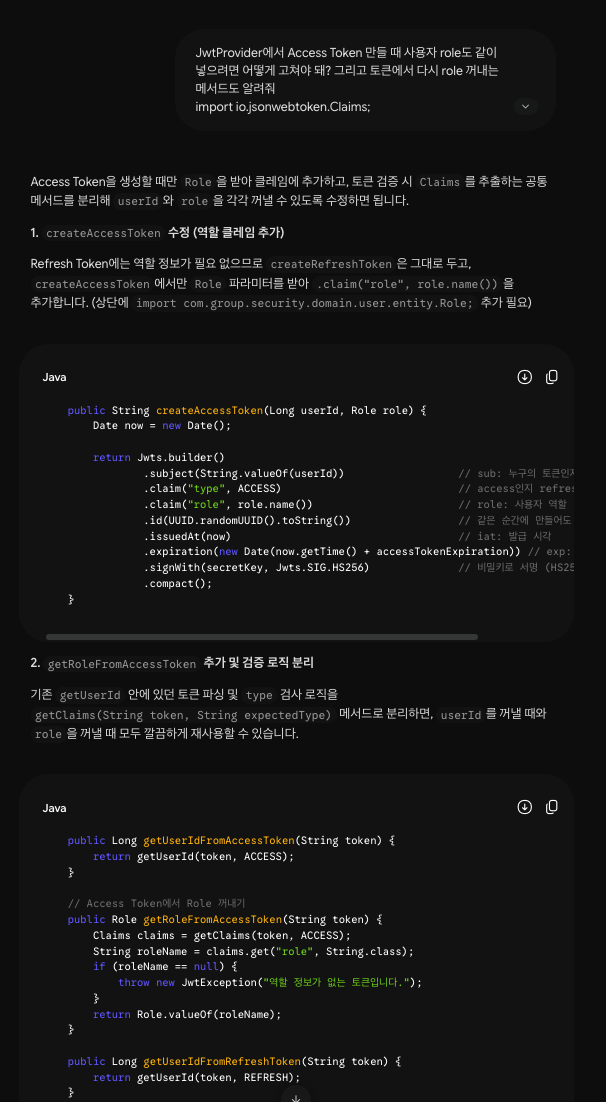 JwtProvider에서 Access Token 만들 때 사용자 role도 같이
넣으려면 어떻게 고쳐야 돼? 그리고 토큰에서 다시 role 꺼내는
메서드도 알려줘
import io.jsonwebtoken.Claims;
Access Token을 생성할 때만 Role 을 받아 클레임에 추가하고, 토큰 검증 시 Claims 를 추출하는 공통
메서드를 분리해 userId 와 role 을 각각 꺼낼 수 있도록 수정하면 됩니다.
1. createAccessToken 수정 (역할 클레임 추가)
Refresh Token에는 역할 정보가 필요 없으므로 createRefreshToken 은 그대로 두고,
createAccessToken 에서만 Role 파라미터를 받아 .claim("role", role.name()) 을
추가합니다. (상단에 import com.group.security.domain.user.entity.Role; 추가 필요)
Java
public String createAccessToken(Long userId, Role role) {
Date now = new Date();
return Jwts.builder()
.subject(String.valueOf(userId)) // sub: 누구의 토큰인지
.claim("type", ACCESS) // access인지 refres
.claim("role", role.name()) // role: 사용자 역할
.id(UUID.randomUUID().toString()) // 같은 순간에 만들어도
.issuedAt(now) // iat: 발급 시각
.expiration(new Date(now.getTime() + accessTokenExpiration)) // exp:
.signWith(secretKey, Jwts.SIG.HS256) // 비밀키로 서명 (HS25
.compact();
}
2. getRoleFromAccessToken 추가 및 검증 로직 분리
기존 getUserId 안에 있던 토큰 파싱 및 type 검사 로직을
getClaims(String token, String expectedType) 메서드로 분리하면, userId 를 꺼낼 때와
role 을 꺼낼 때 모두 깔끔하게 재사용할 수 있습니다.
Java
public Long getUserIdFromAccessToken(String token) {
return getUserId(token, ACCESS);
}
// Access Token에서 Role 꺼내기
public Role getRoleFromAccessToken(String token) {
Claims claims = getClaims(token, ACCESS);
String roleName = claims.get("role", String.class);
if (roleName == null) {
throw new JwtException("역할 정보가 없는 토큰입니다.");
}
return Role.valueOf(roleName);
}
public Long getUserIdFromRefreshToken(String token) {
return getUserId(token, REFRESH);
}